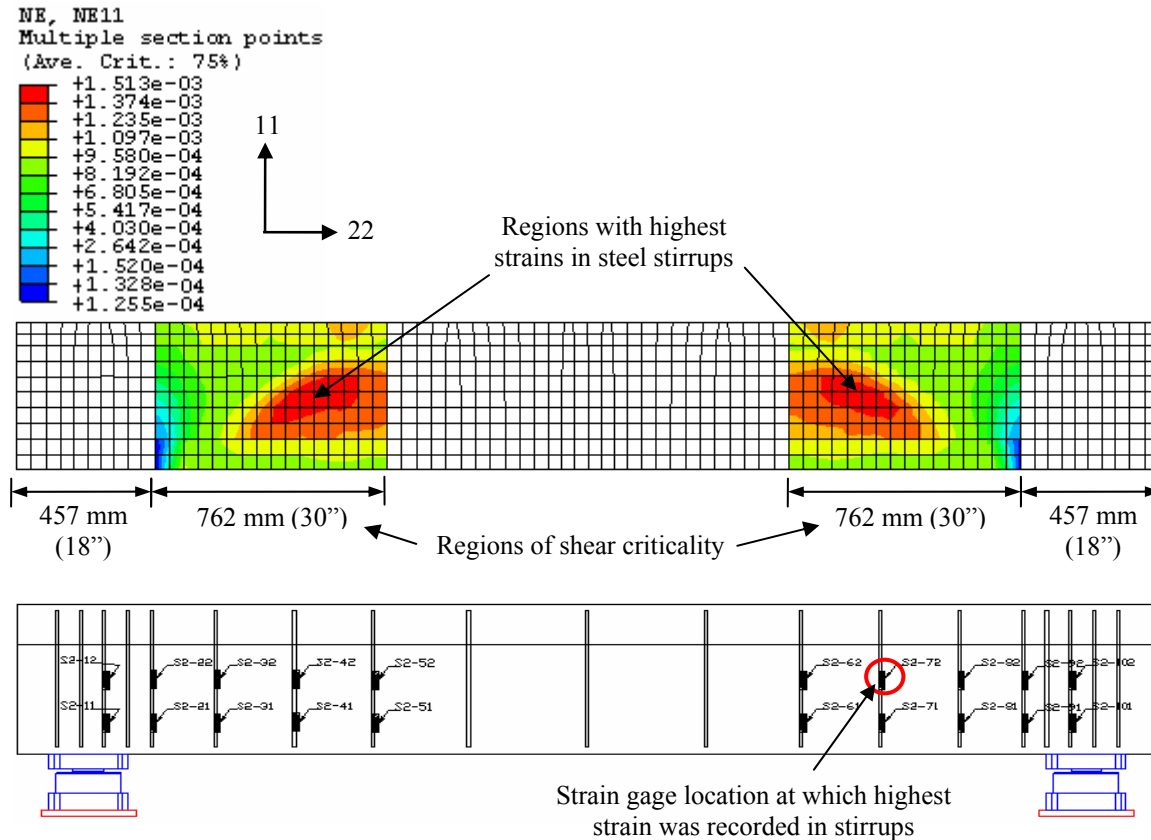 NE, NE11
Multiple section points
(Ave. Crit.: 75%)
+1.513e-03
+1.374e-03
+1.235e-03
+1.097e-03
+9.580e-04
+8.192e-04
+6.805e-04
+5.417e-04
+4.030e-04
+2.642e-04
+1.520e-04
+1.328e-04
+1.255e-04
11
22
Regions with highest
strains in steel stirrups
457 mm
(18”)
762 mm (30”)
Regions of shear criticality
762 mm (30”)
457 mm
(18”)
S2-12 S2-22 S2-32 S2-42 S2-52 S2-62 S2-72 S2-82 S2-92 S2-102
S2-11 S2-21 S2-31 S2-41 S2-51 S2-61 S2-71 S2-81 S2-91 S2-101
Strain gage location at which highest
strain was recorded in stirrups